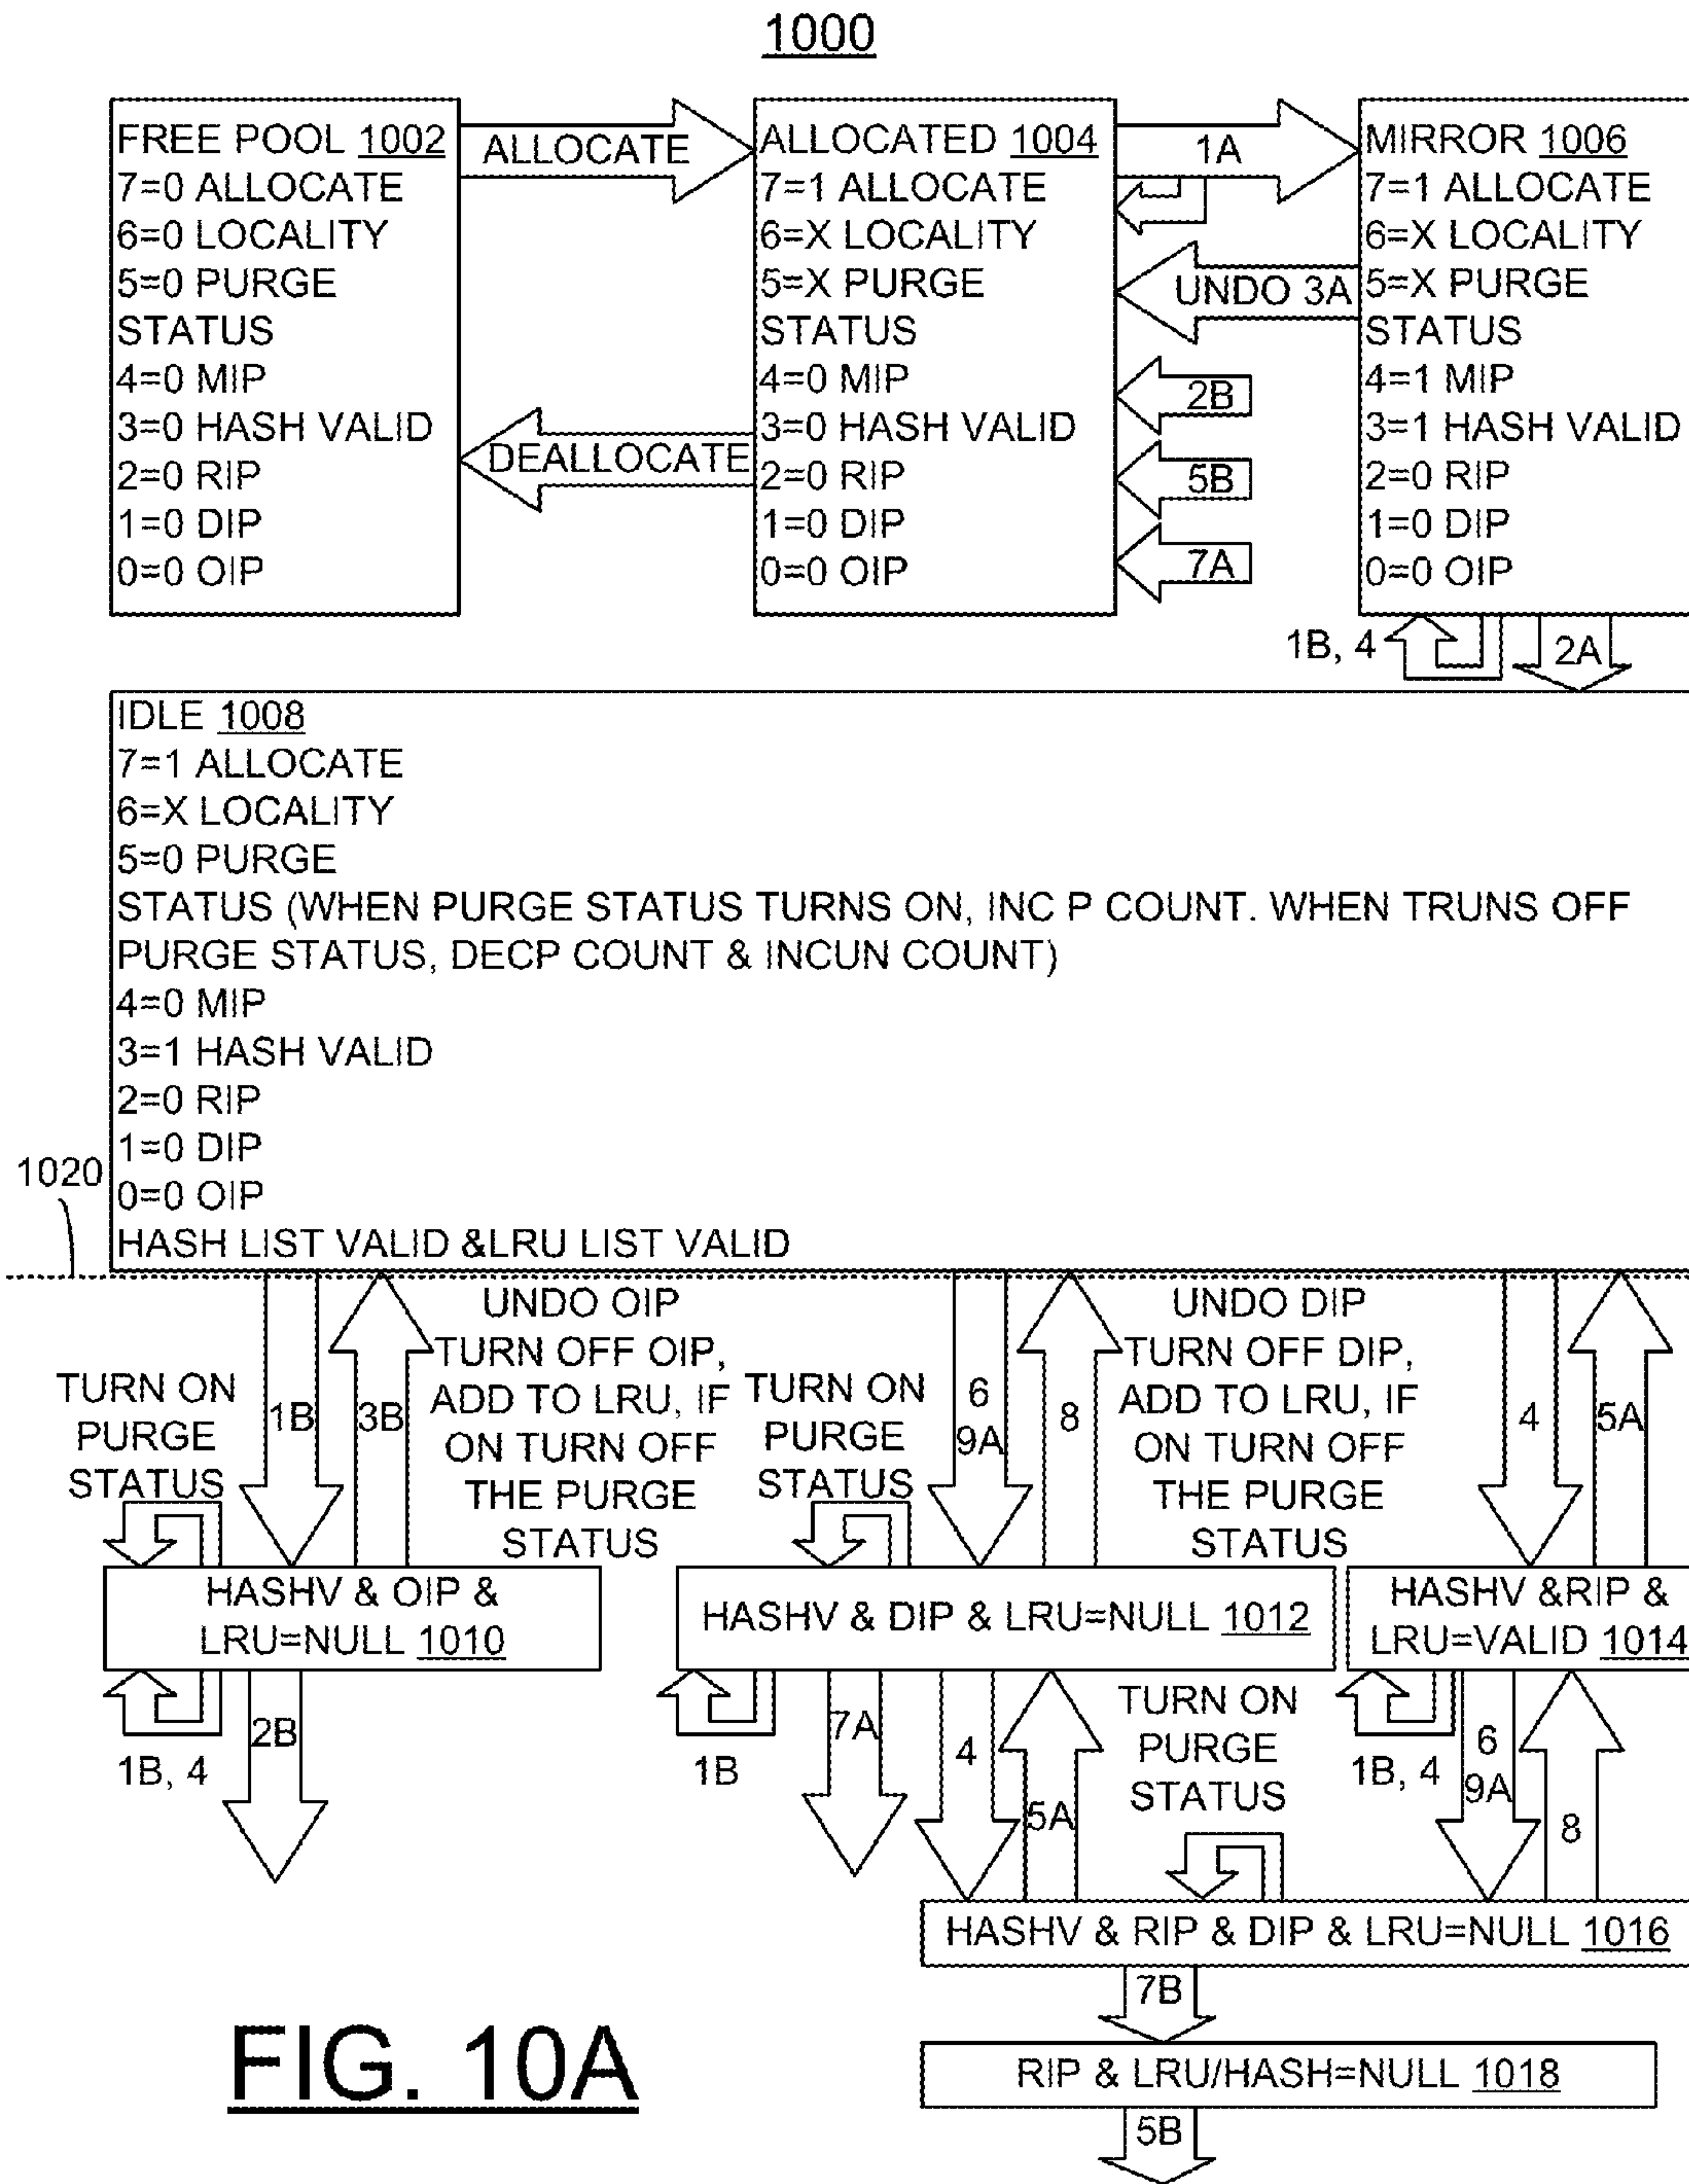 1000
FREE POOL 1002
7=0 ALLOCATE
6=0 LOCALITY
5=0 PURGE
STATUS
4=0 MIP
3=0 HASH VALID
2=0 RIP
1=0 DIP
0=0 OIP
ALLOCATE
DEALLOCATE
ALLOCATED 1004
7=1 ALLOCATE
6=X LOCALITY
5=X PURGE
STATUS
4=0 MIP
3=0 HASH VALID
2=0 RIP
1=0 DIP
0=0 OIP
1A
UNDO 3A
2B
5B
7A
MIRROR 1006
7=1 ALLOCATE
6=X LOCALITY
5=X PURGE
STATUS
4=1 MIP
3=1 HASH VALID
2=0 RIP
1=0 DIP
0=0 OIP
1B, 4
2A
IDLE 1008
7=1 ALLOCATE
6=X LOCALITY
5=0 PURGE
STATUS (WHEN PURGE STATUS TURNS ON, INC P COUNT. WHEN TRUNS OFF
PURGE STATUS, DECP COUNT & INCUN COUNT)
4=0 MIP
3=1 HASH VALID
2=0 RIP
1=0 DIP
0=0 OIP
HASH LIST VALID &LRU LIST VALID
1020
TURN ON
PURGE
STATUS
1B
3B
UNDO OIP
TURN OFF OIP,
ADD TO LRU, IF
ON TURN OFF
THE PURGE
STATUS
TURN ON
PURGE
STATUS
6
9A
8
UNDO DIP
TURN OFF DIP,
ADD TO LRU, IF
ON TURN OFF
THE PURGE
STATUS
4
5A
HASHV & OIP &
LRU=NULL 1010
HASHV & DIP & LRU=NULL 1012
HASHV &RIP &
LRU=VALID 1014
1B, 4
2B
1B
7A
4
5A
TURN ON
PURGE
STATUS
1B, 4
6
9A
8
HASHV & RIP & DIP & LRU=NULL 1016
7B
RIP & LRU/HASH=NULL 1018
5B
FIG. 10A